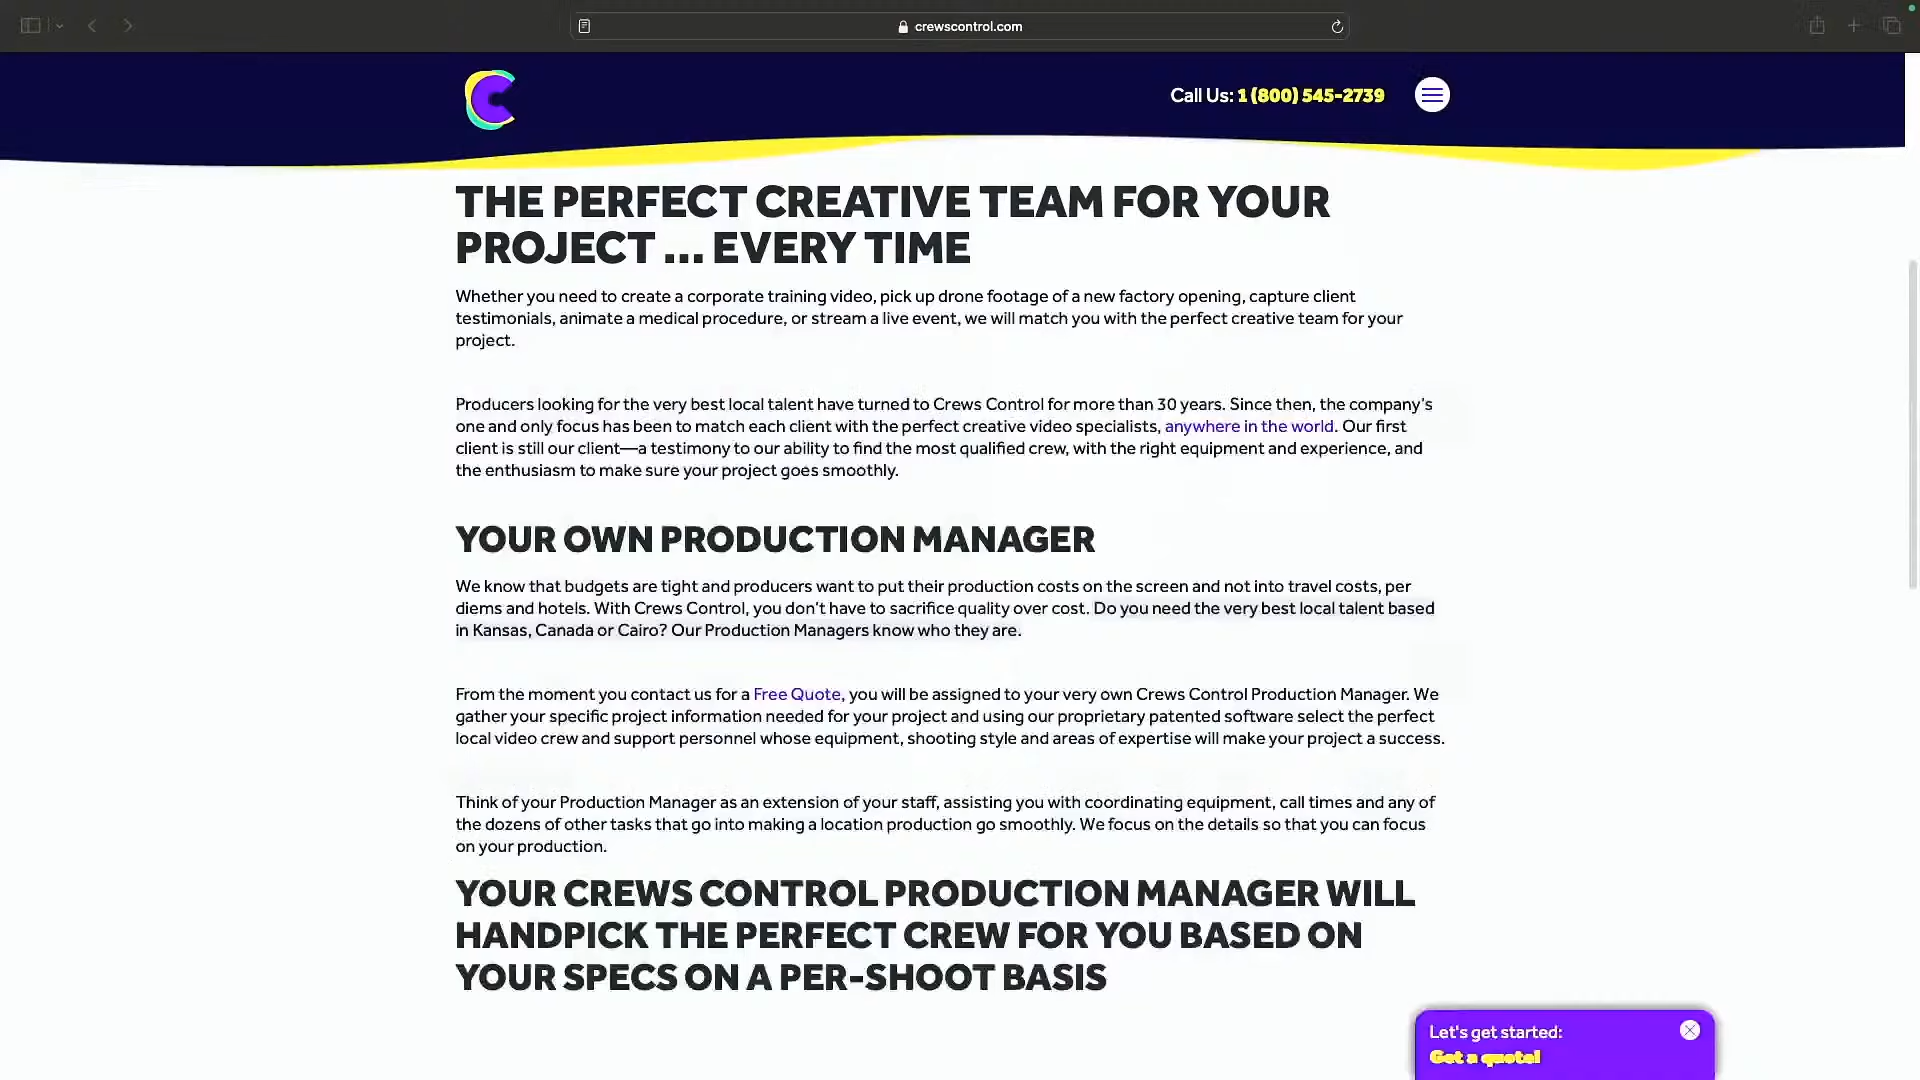 crewscontrol.com
Call Us: 1 (800) 545-2739
THE PERFECT CREATIVE TEAM FOR YOUR
PROJECT ... EVERY TIME
Whether you need to create a corporate training video, pick up drone footage of a new factory opening, capture client
testimonials, animate a medical procedure, or stream a live event, we will match you with the perfect creative team for your
project.
Producers looking for the very best local talent have turned to Crews Control for more than 30 years. Since then, the company's
one and only focus has been to match each client with the perfect creative video specialists, anywhere in the world. Our first
client is still our client—a testimony to our ability to find the most qualified crew, with the right equipment and experience, and
the enthusiasm to make sure your project goes smoothly.
YOUR OWN PRODUCTION MANAGER
We know that budgets are tight and producers want to put their production costs on the screen and not into travel costs, per
diems and hotels. With Crews Control, you don't have to sacrifice quality over cost. Do you need the very best local talent based
in Kansas, Canada or Cairo? Our Production Managers know who they are.
From the moment you contact us for a Free Quote, you will be assigned to your very own Crews Control Production Manager. We
gather your specific project information needed for your project and using our proprietary patented software select the perfect
local video crew and support personnel whose equipment, shooting style and areas of expertise will make your project a success.
Think of your Production Manager as an extension of your staff, assisting you with coordinating equipment, call times and any of
the dozens of other tasks that go into making a location production go smoothly. We focus on the details so that you can focus
on your production.
YOUR CREWS CONTROL PRODUCTION MANAGER WILL
HANDPICK THE PERFECT CREW FOR YOU BASED ON
YOUR SPECS ON A PER-SHOOT BASIS
Let's get started:
Get a quote!